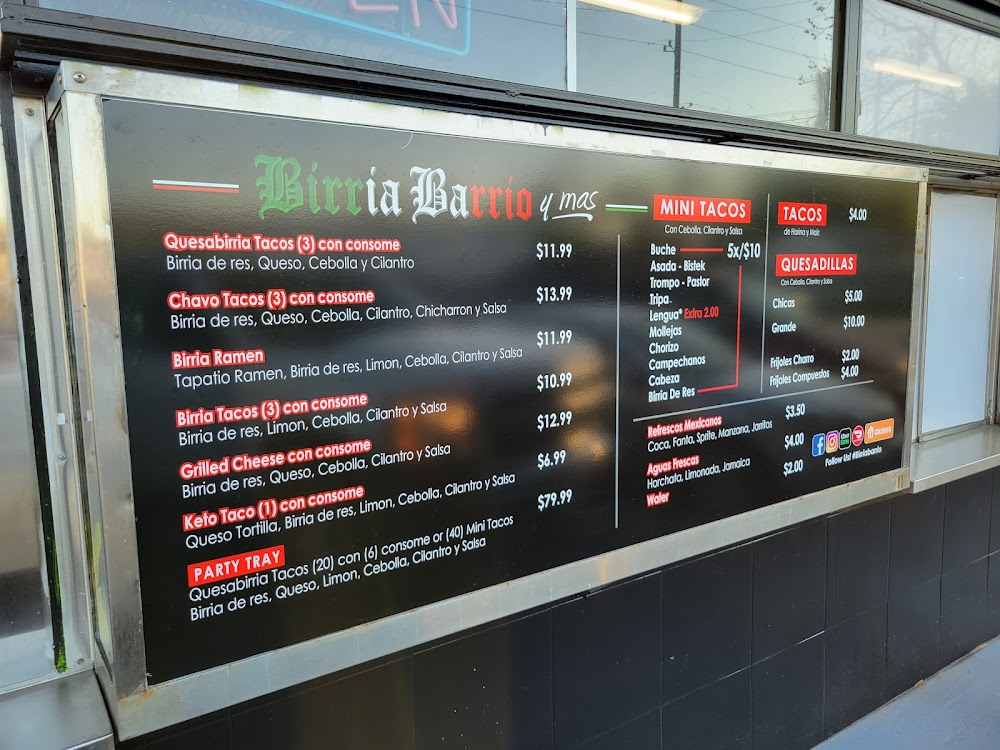 EN
Birria Barrio y mas
Quesabirria Tacos (3) con consome
Birria de res, Queso, Cebolla y Cilantro
$11.99
Chavo Tacos (3) con consome
Birria de res, Queso, Cebolla, Cilantro, Chicharron y Salsa
$13.99
Birria Ramen
Tapatio Ramen, Birria de res, Limon, Cebolla, Cilantro y Salsa
$11.99
Birria Tacos (3) con consome
Birria de res, Limon, Cebolla, Cilantro y Salsa
$10.99
Grilled Cheese con consome
Birria de res, Queso, Cebolla, Cilantro y Salsa
$12.99
Keto Taco (1) con consome
Queso Tortilla, Birria de res, Limon, Cebolla, Cilantro y Salsa
$6.99
PARTY TRAY
Quesabirria Tacos (20) con (6) consome or (40) Mini Tacos
Birria de res, Queso, Limon, Cebolla, Cilantro y Salsa
$79.99
MINI TACOS
Con Cebolla, Cilantro y Salsa
Buche 5x/$10
Asada - Bistek
Trompo - Pastor
Tripa
Lengua* Extra 2.00
Mollejas
Chorizo
Campechanos
Cabeza
Birria De Res
TACOS $4.00
de Harina y Maiz
QUESADILLAS
Con Cebolla, Cilantro y Salsa
Chicas $5.00
Grande $10.00
Frijoles Charro $2.00
Frijoles Compuestos $4.00
Refrescos Mexicanos $3.50
Coca, Fanta, Sprite, Manzana, Jarritos
Aguas Frescas $4.00
Horchata, Limonada, Jamaica
Water $2.00
Uber Eats
GRUBHUB
Follow Us! #Birriabarrio